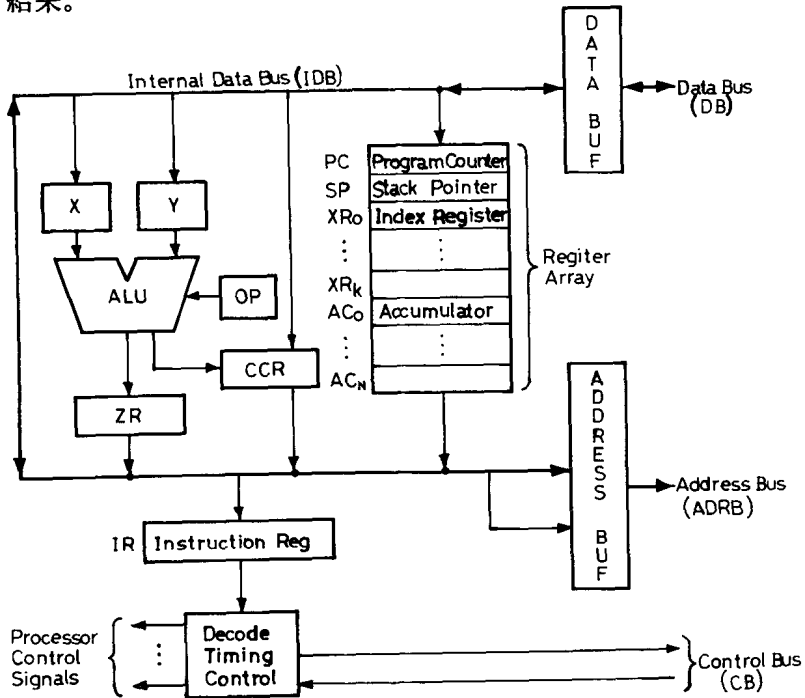 結果。
DATA BUF
Internal Data Bus (IDB)
Data Bus
(DB)
PC Program Counter
SP Stack Pointer
XR₀ Index Register
⋮ ⋮
XRₖ
AC₀ Accumulator
⋮ ⋮
AC_N
Regiter
Array
X
Y
ALU
OP
CCR
ZR
ADDRESS BUF
Address Bus
(ADRB)
IR Instruction Reg
Processor
Control
Signals
⋮
Decode
Timing
Control
Control Bus
(CB)